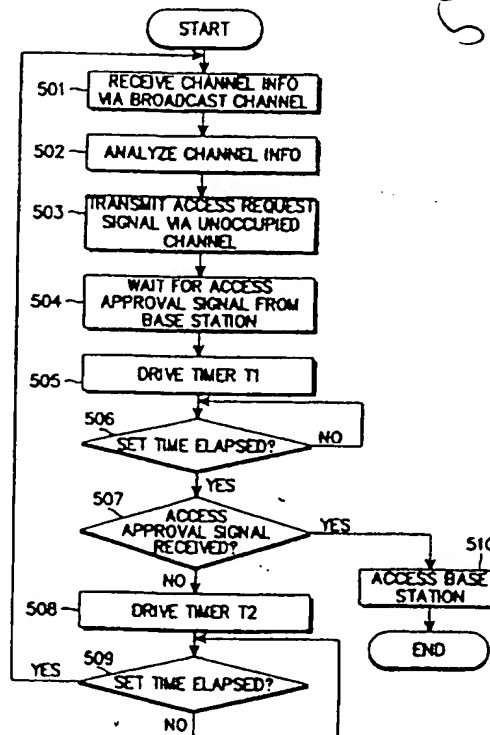 START
501
RECEIVE CHANNEL INFO
VIA BROADCAST CHANNEL
502
ANALYZE CHANNEL INFO
503
TRANSMIT ACCESS REQUEST
SIGNAL VIA UNOCCUPIED
CHANNEL
504
WAIT FOR ACCESS
APPROVAL SIGNAL FROM
BASE STATION
505
DRIVE TIMER T1
506
SET TIME ELAPSED?
NO
YES
507
ACCESS
APPROVAL SIGNAL
RECEIVED?
YES
NO
510
ACCESS BASE
STATION
508
DRIVE TIMER T2
END
509
YES
SET TIME ELAPSED?
NO